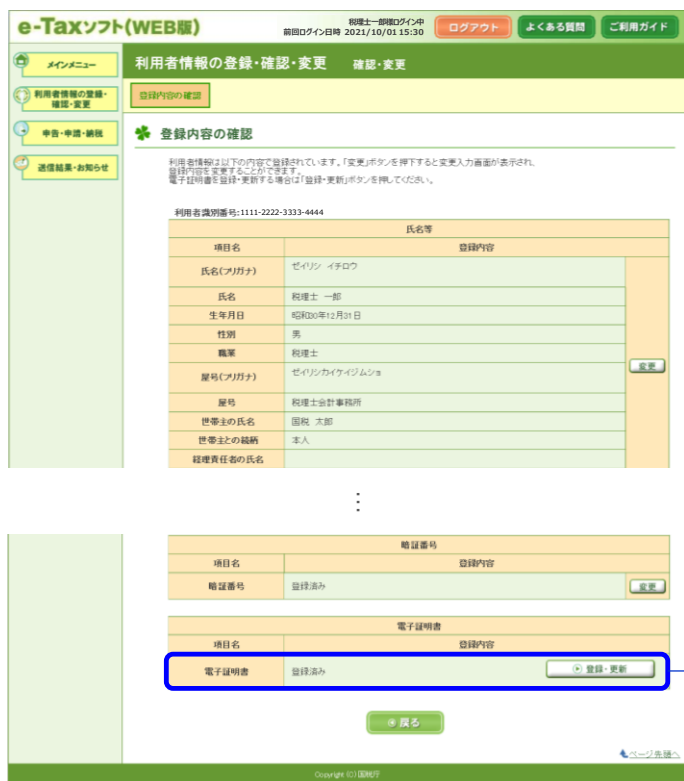 e-Taxソフト(WEB版)
税理士一郎様ログイン中
前回ログイン日時 2021/10/01 15:30
ログアウト
よくある質問
ご利用ガイド
メインメニュー
利用者情報の登録・
確認・変更
申告・申請・納税
送信結果・お知らせ
利用者情報の登録・確認・変更 確認・変更
登録内容の確認
登録内容の確認
利用者情報は以下の内容で登録されています。「変更」ボタンを押下すると変更入力画面が表示され、
登録内容を変更することができます。
電子証明書を登録・更新する場合は「登録・更新」ボタンを押してください。
利用者識別番号:1111-2222-3333-4444
氏名等
項目名 登録内容
氏名(フリガナ) ゼイリシ イチロウ
氏名 税理士 一郎
生年月日 昭和30年12月31日
性別 男
職業 税理士
屋号(フリガナ) ゼイリシカイケイジムショ
変更
屋号 税理士会計事務所
世帯主の氏名 国税 太郎
世帯主との続柄 本人
経理責任者の氏名
暗証番号
項目名 登録内容
暗証番号 登録済み 変更
電子証明書
項目名 登録内容
電子証明書 登録済み 登録・更新
戻る
ページ先頭へ
Copyright (C) 国税庁